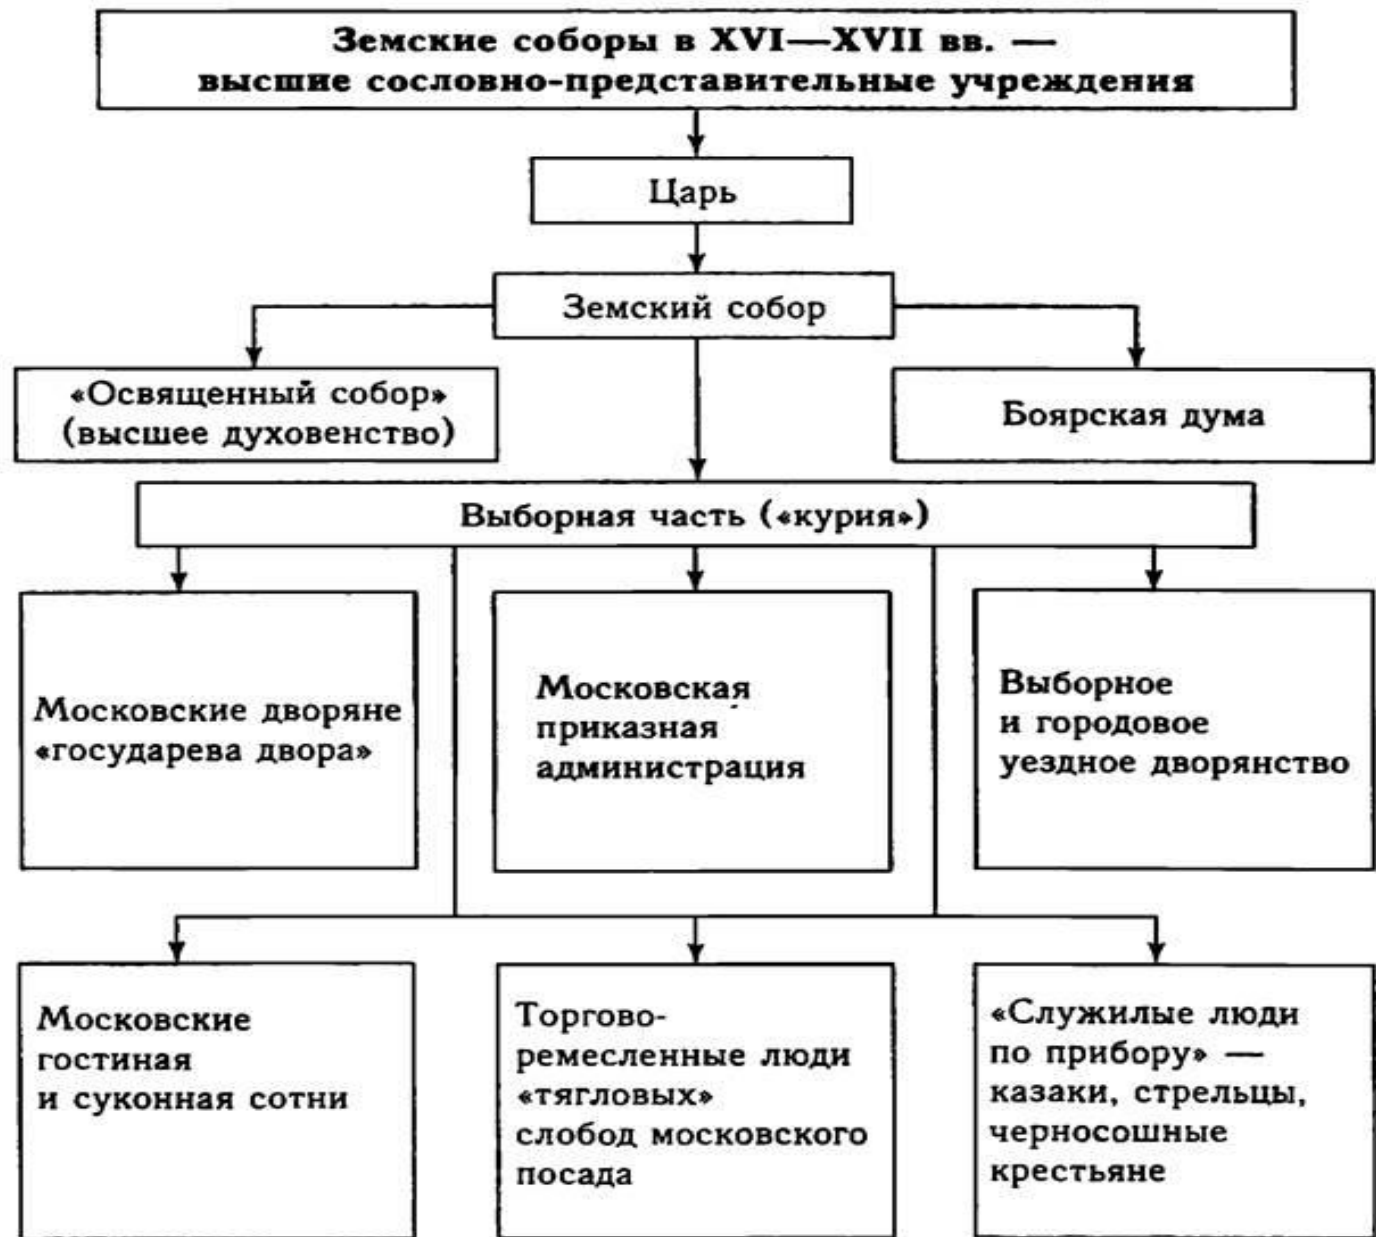 Земские соборы в XVI—XVII вв. —
высшие сословно-представительные учреждения
Царь
Земский собор
«Освященный собор»
(высшее духовенство)
Боярская дума
Выборная часть («курия»)
Московские дворяне
«государева двора»
Московская
приказная
администрация
Выборное
и городовое
уездное дворянство
Московские
гостиная
и суконная сотни
Торгово-
ремесленные люди
«тягловых»
слобод московского
посада
«Служилые люди
по прибору» —
казаки, стрельцы,
черносошные
крестьяне